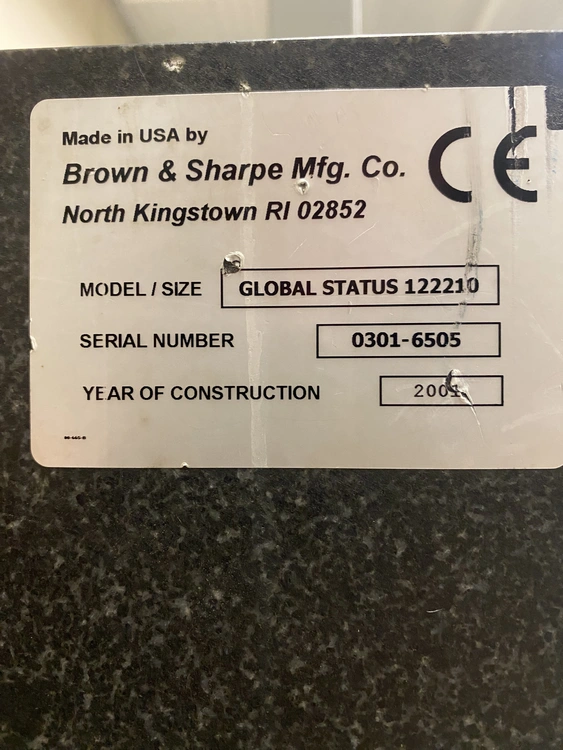 Made in USA by
Brown & Sharpe Mfg. Co.
North Kingstown RI 02852
CE
MODEL / SIZE GLOBAL STATUS 122210
SERIAL NUMBER 0301-6505
YEAR OF CONSTRUCTION 2001